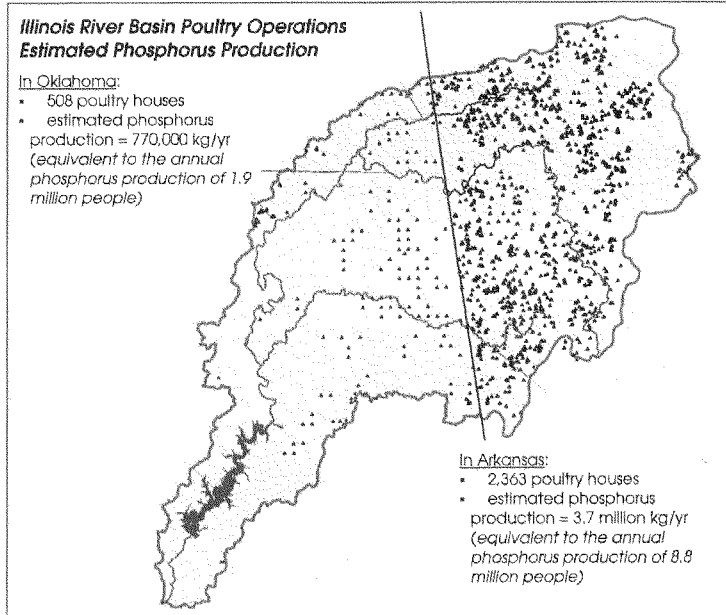 Illinois River Basin Poultry Operations
Estimated Phosphorus Production
In Oklahoma:
▪ 508 poultry houses
▪ estimated phosphorus
production = 770,000 kg/yr
(equivalent to the annual
phosphorus production of 1.9
million people)
In Arkansas:
▪ 2,363 poultry houses
▪ estimated phosphorus
production = 3.7 million kg/yr
(equivalent to the annual
phosphorus production of 8.8
million people)